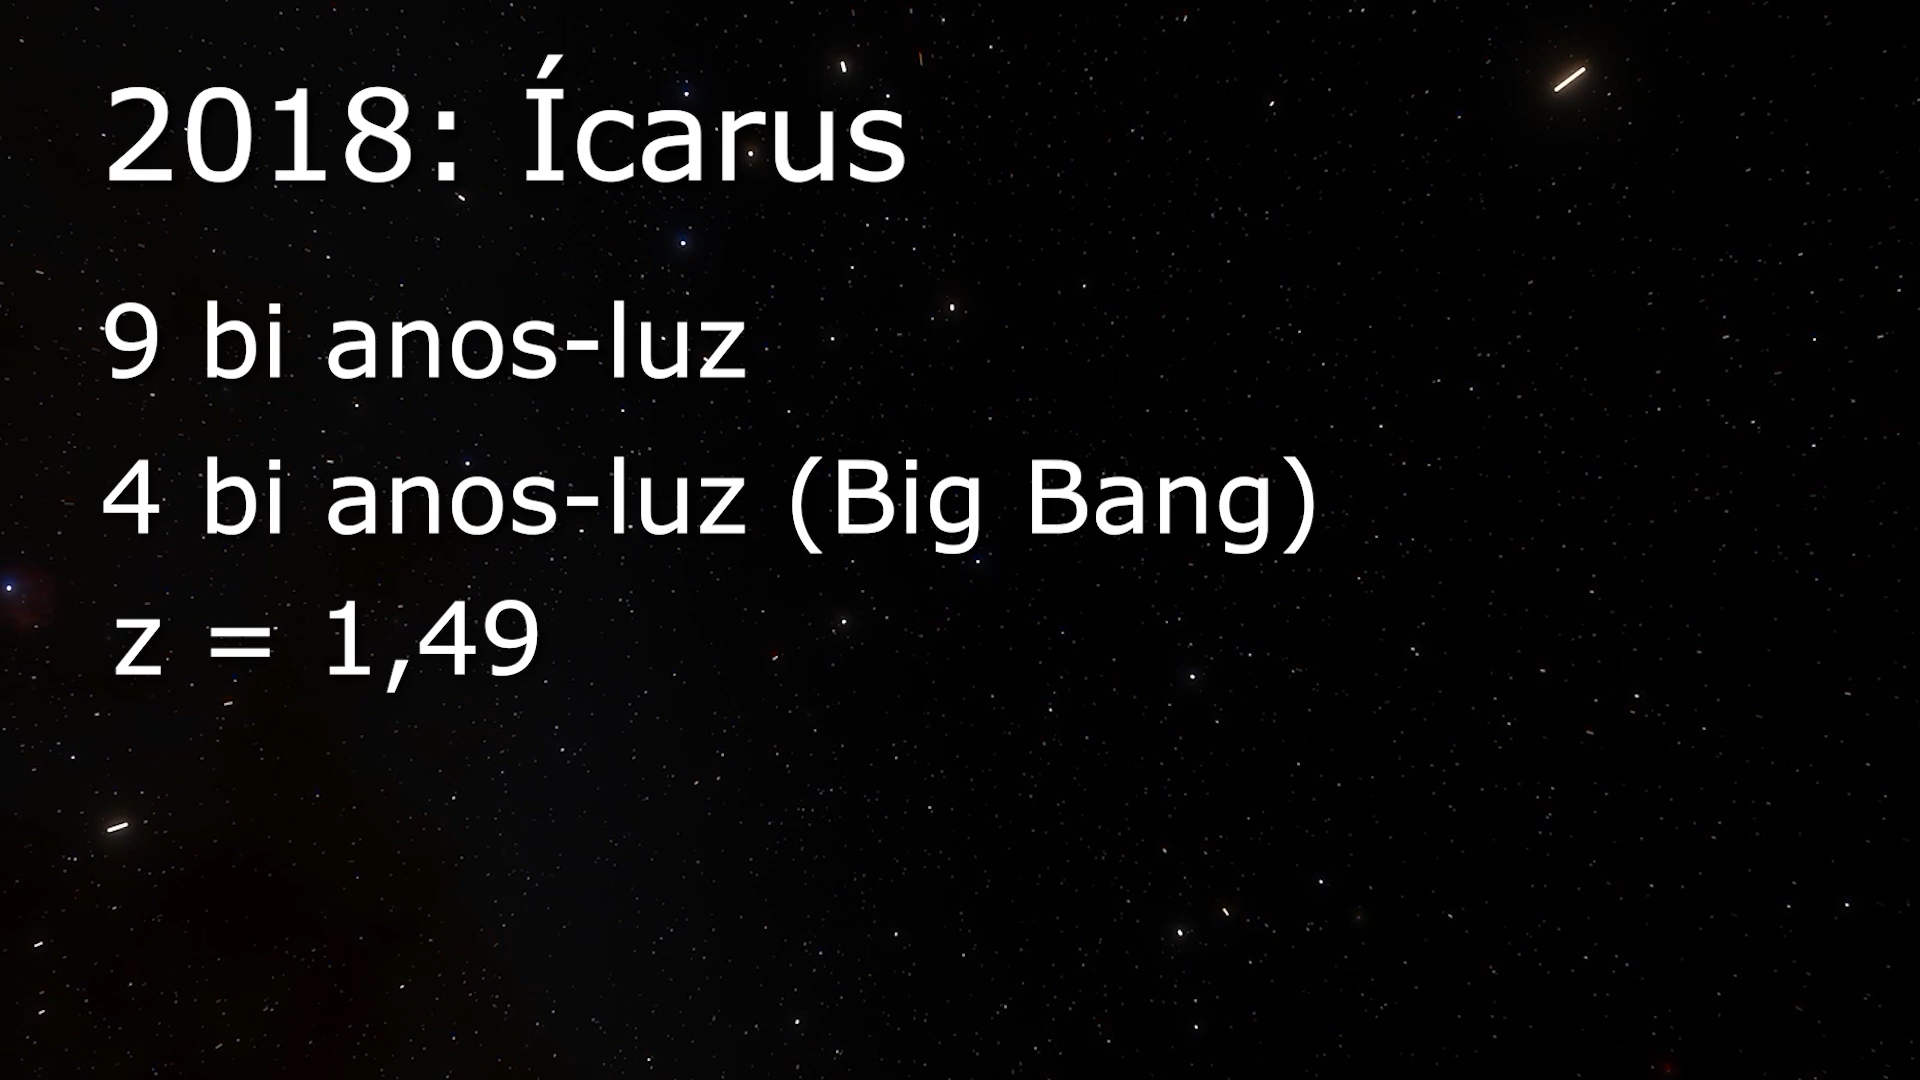 2018: Ícarus
9 bi anos-luz
4 bi anos-luz (Big Bang)
z = 1,49